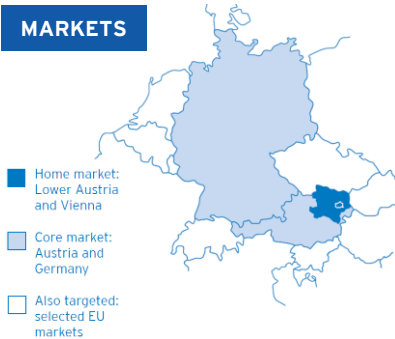 MARKETS
Home market:
Lower Austria
and Vienna
Core market:
Austria and
Germany
Also targeted:
selected EU
markets